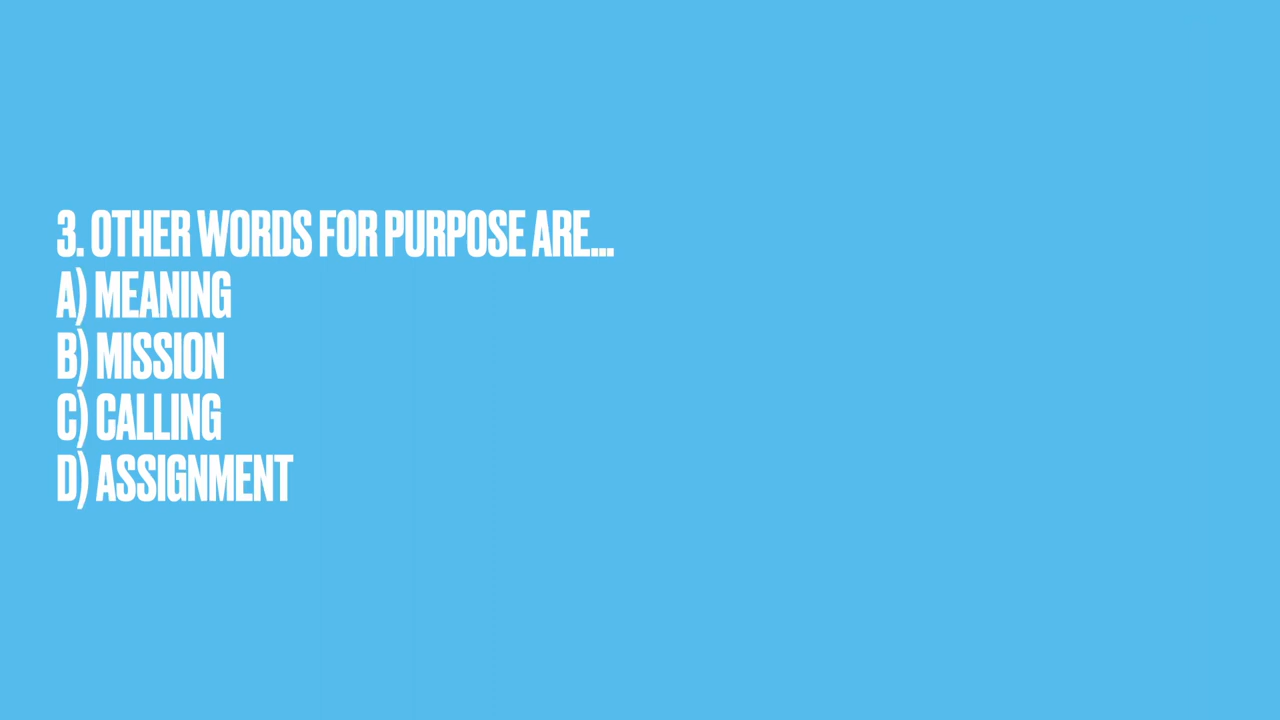 3. OTHER WORDS FOR PURPOSE ARE...
A) MEANING
B) MISSION
C) CALLING
D) ASSIGNMENT